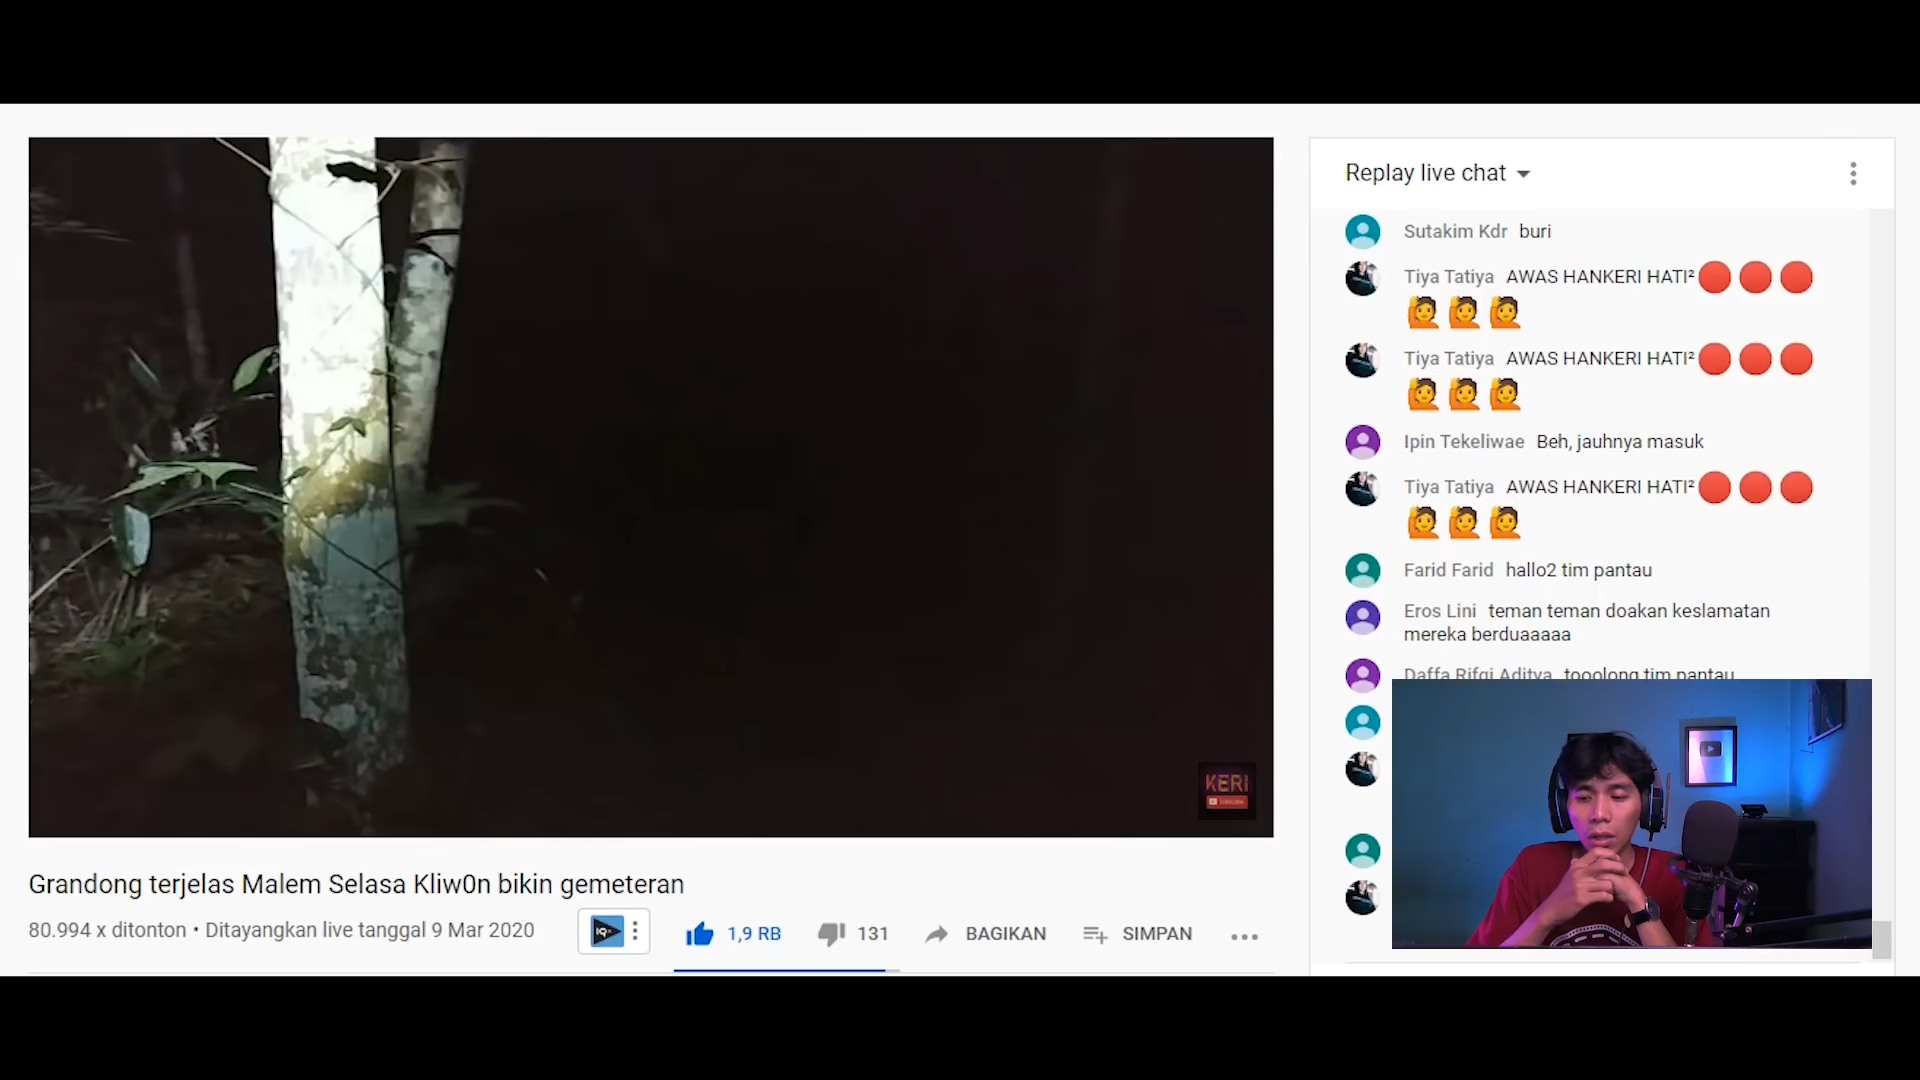 Replay live chat
Sutakim Kdr buri
Tiya Tatiya AWAS HANKERI HATI²
Tiya Tatiya AWAS HANKERI HATI²
Ipin Tekeliwae Beh, jauhnya masuk
Tiya Tatiya AWAS HANKERI HATI²
Farid Farid hallo2 tim pantau
Eros Lini teman teman doakan keslamatan
mereka berduaaaaa
Daffa Rifqi Aditya tooolong tim pantau
KERI
SUBSCRIBE
Grandong terjelas Malem Selasa Kliw0n bikin gemeteran
80.994 x ditonton • Ditayangkan live tanggal 9 Mar 2020
IQ
1,9 RB
131
BAGIKAN
SIMPAN